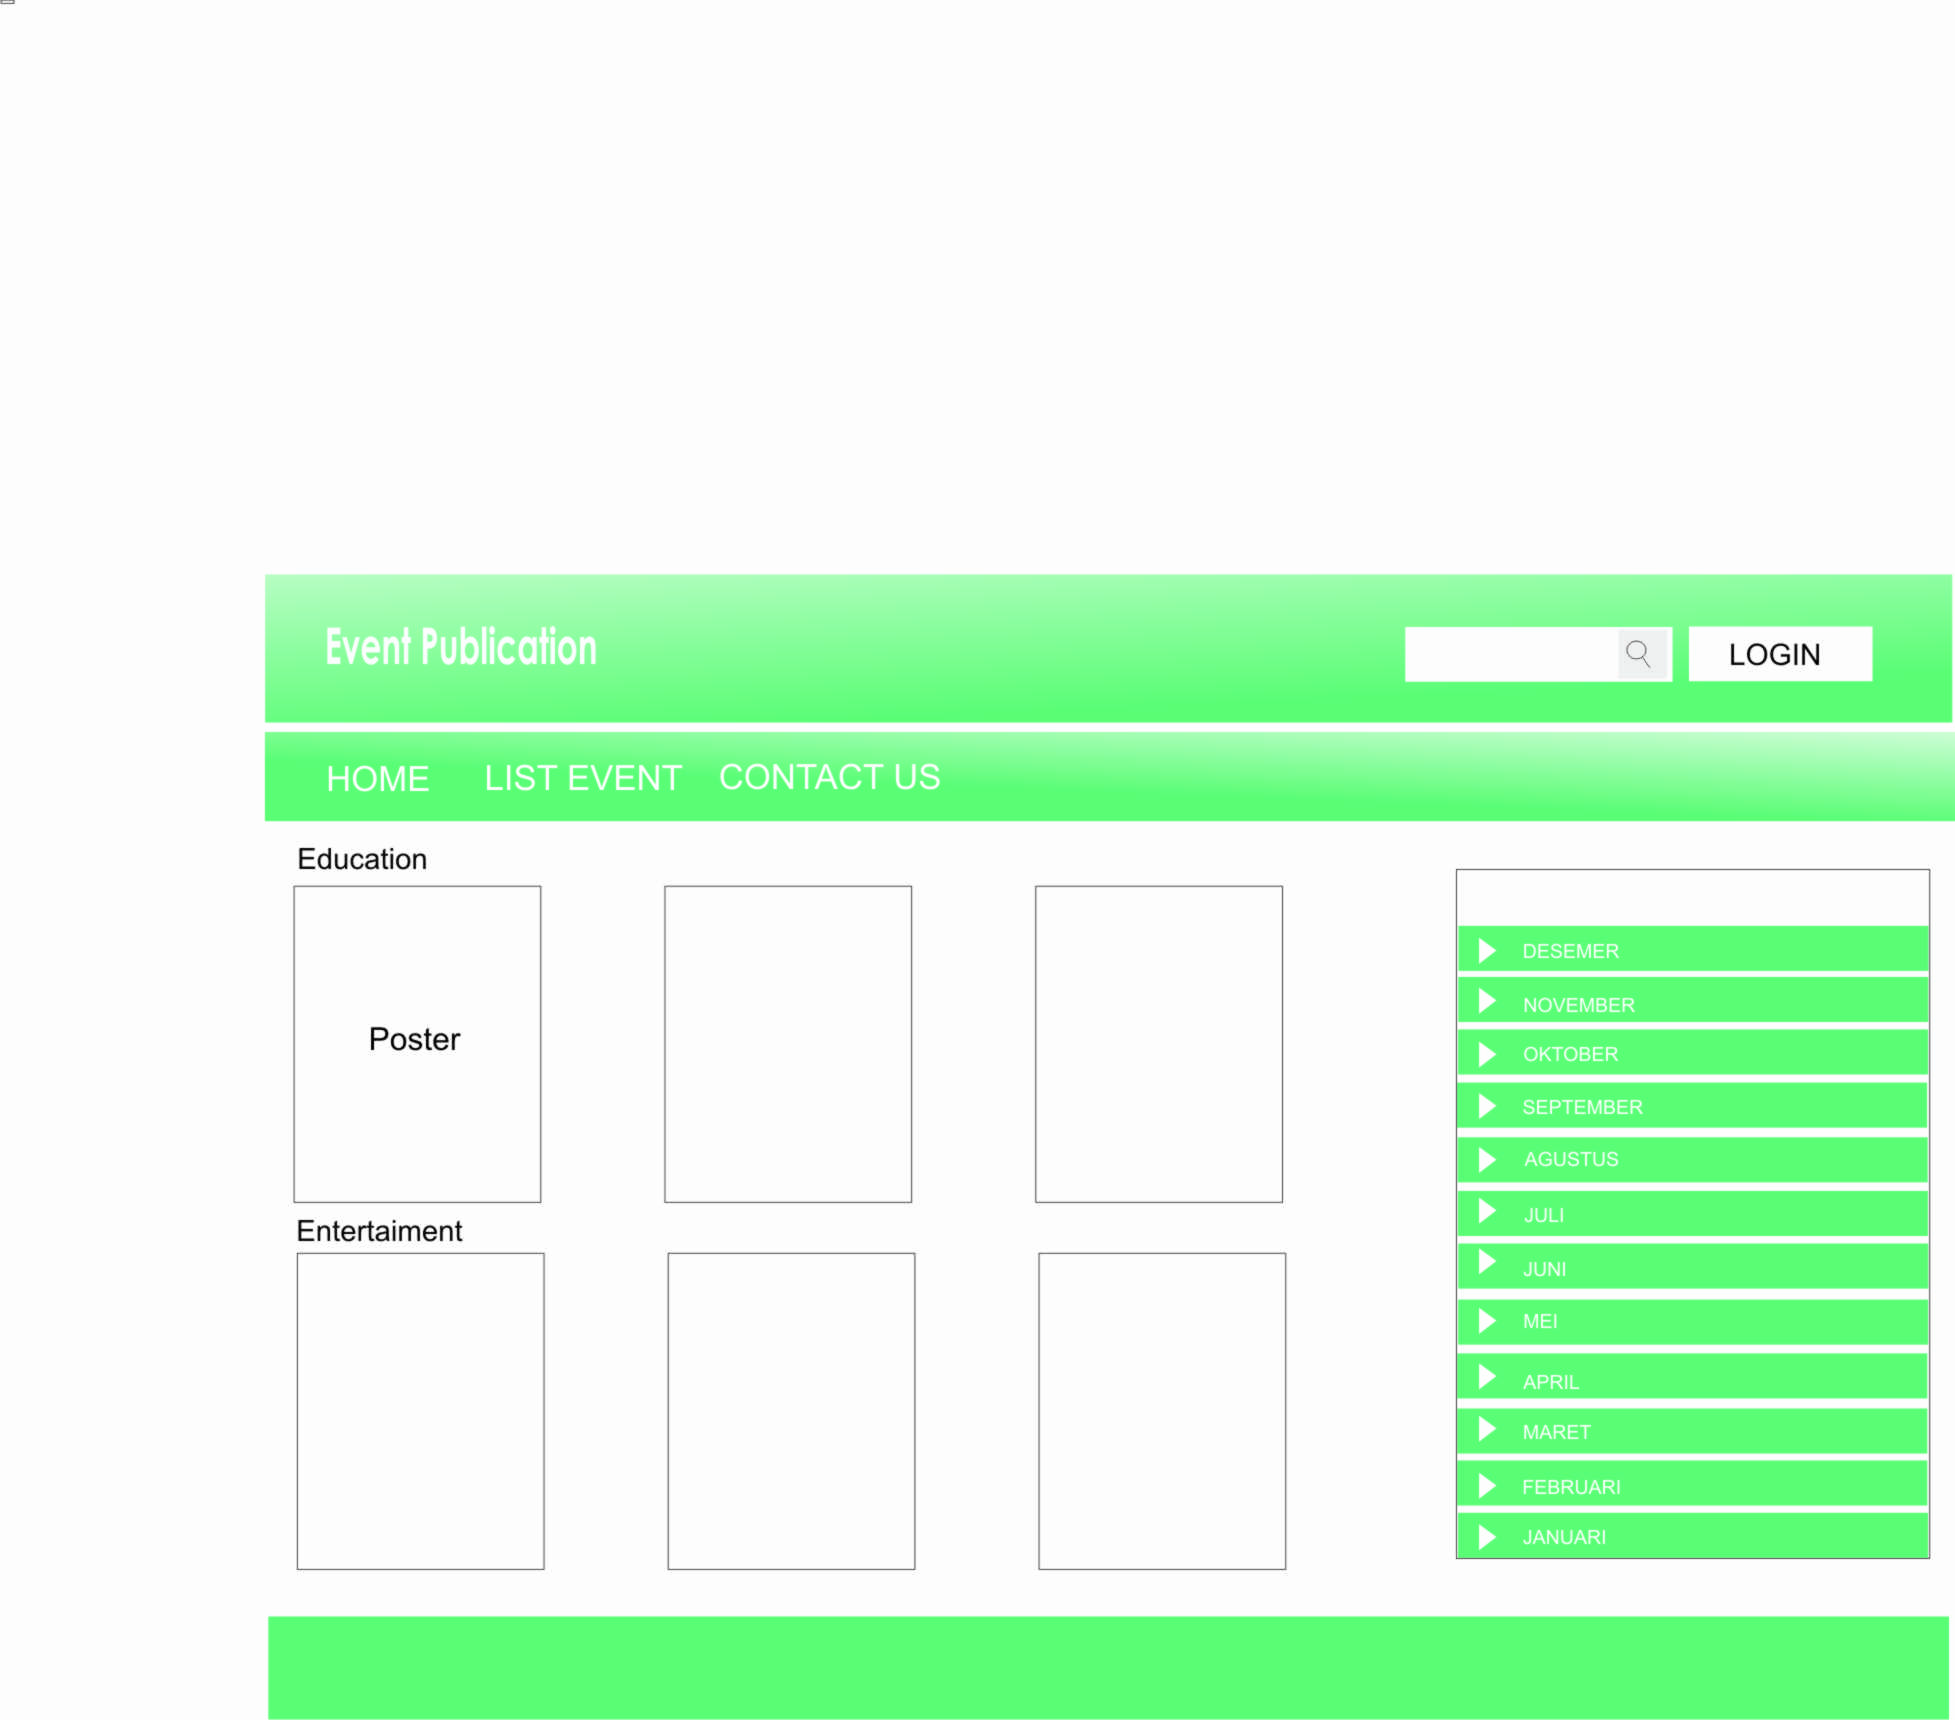 Event Publication
LOGIN
HOME LIST EVENT CONTACT US
Education
Poster
Entertaiment
DESEMER
NOVEMBER
OKTOBER
SEPTEMBER
AGUSTUS
JULI
JUNI
MEI
APRIL
MARET
FEBRUARI
JANUARI